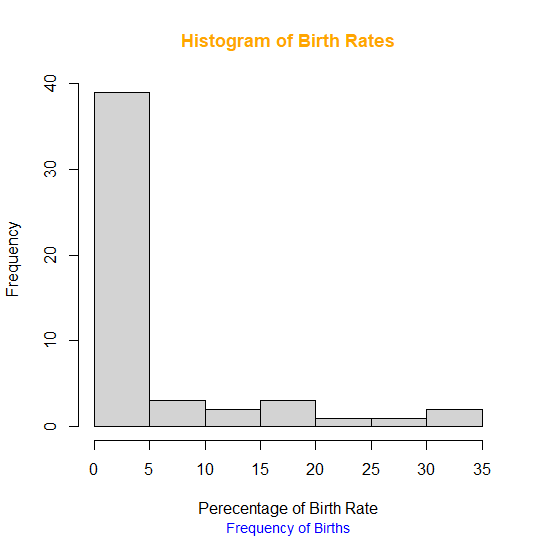 Histogram of Birth Rates
40
30
20
10
0
Frequency
0 5 10 15 20 25 30 35
Perecentage of Birth Rate
Frequency of Births